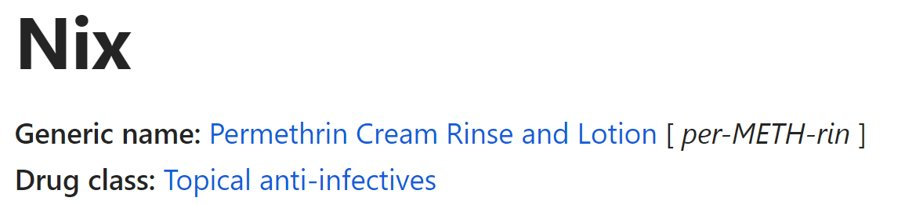 Nix
Generic name: Permethrin Cream Rinse and Lotion [ per-METH-rin ]
Drug class: Topical anti-infectives